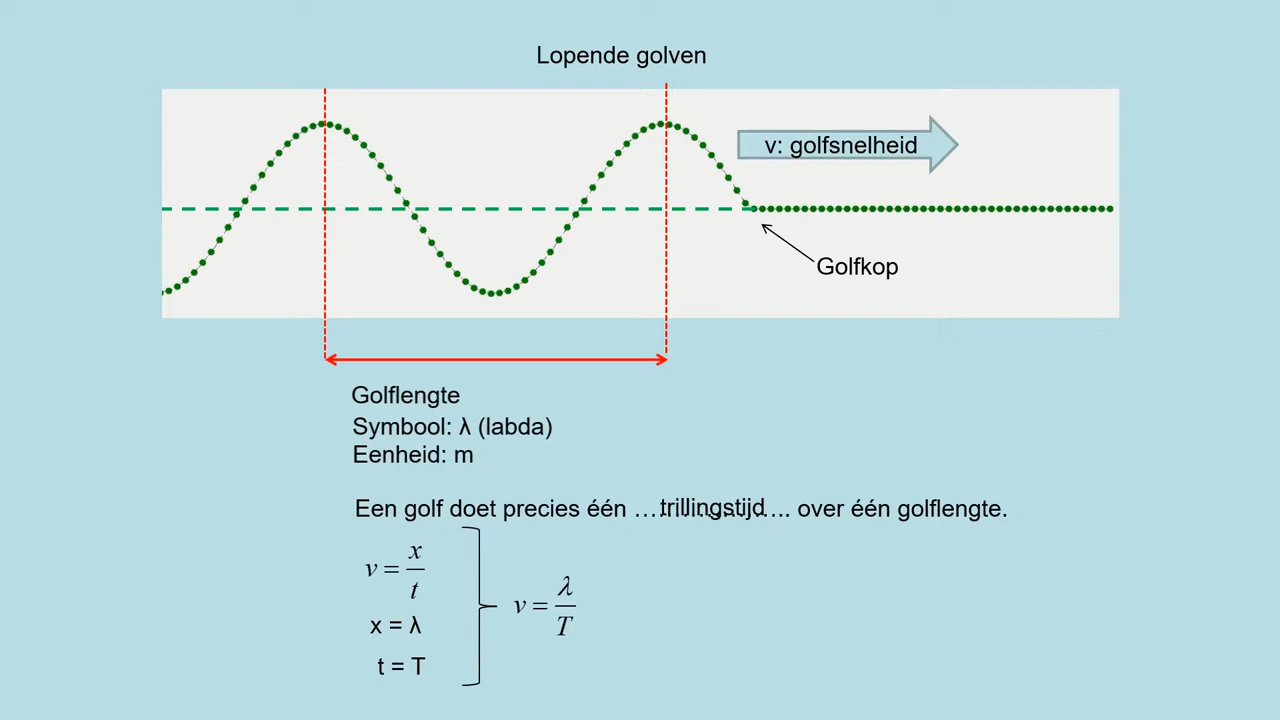 Lopende golven
v: golfsnelheid
Golfkop
Golflengte
Symbool: λ (labda)
Eenheid: m
Een golf doet precies één …trillingstijd….. over één golflengte.
v = x/t
x = λ
t = T
v = λ/T